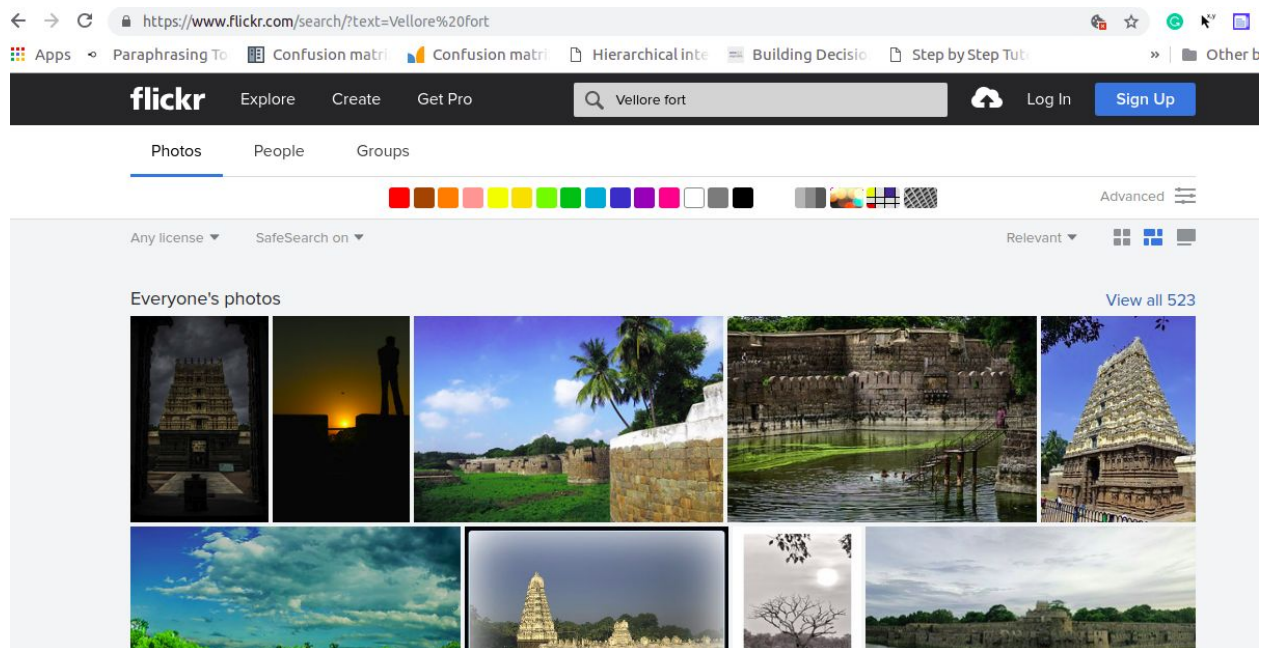 https://www.flickr.com/search/?text=Vellore%20fort
Apps Paraphrasing To Confusion matri Confusion matri Hierarchical inte Building Decisio Step by Step Tut » Other b
flickr Explore Create Get Pro Vellore fort Log In Sign Up
Photos People Groups
Advanced
Any license SafeSearch on Relevant
Everyone's photos View all 523